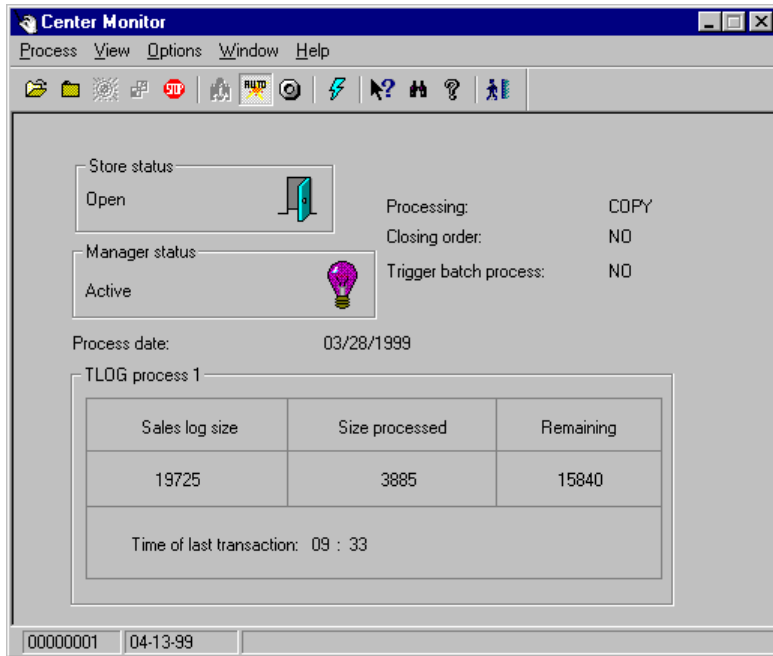 Center Monitor
Process View Options Window Help
STOP AUTO
Store status
Open
Processing: COPY
Closing order: NO
Manager status
Trigger batch process: NO
Active
Process date: 03/28/1999
TLOG process 1
Sales log size Size processed Remaining
19725 3885 15840
Time of last transaction: 09 : 33
00000001 04-13-99